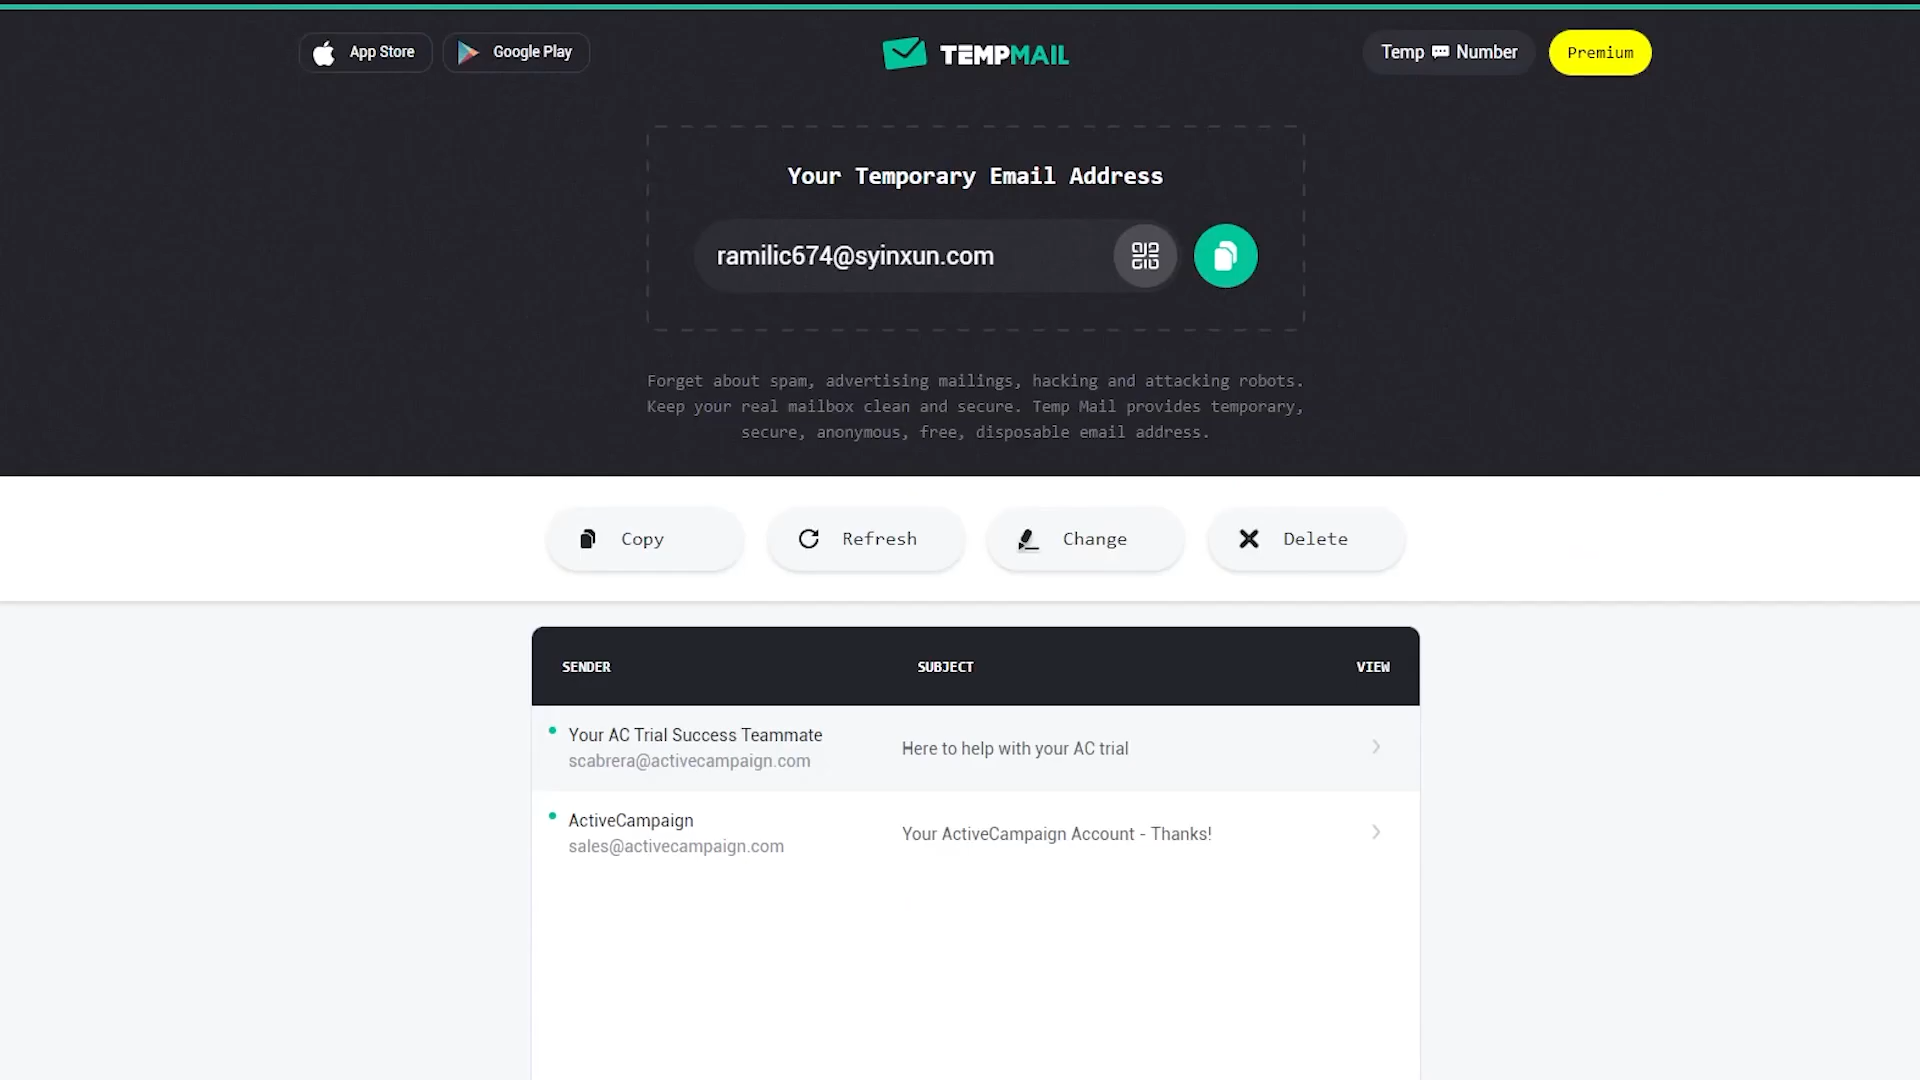 App Store
Google Play
TEMPMAIL
Temp Number
Premium
Your Temporary Email Address
ramilic674@syinxun.com
Forget about spam, advertising mailings, hacking and attacking robots.
Keep your real mailbox clean and secure. Temp Mail provides temporary,
secure, anonymous, free, disposable email address.
Copy
Refresh
Change
Delete
SENDER
SUBJECT
VIEW
Your AC Trial Success Teammate
scabrera@activecampaign.com
Here to help with your AC trial
ActiveCampaign
sales@activecampaign.com
Your ActiveCampaign Account - Thanks!